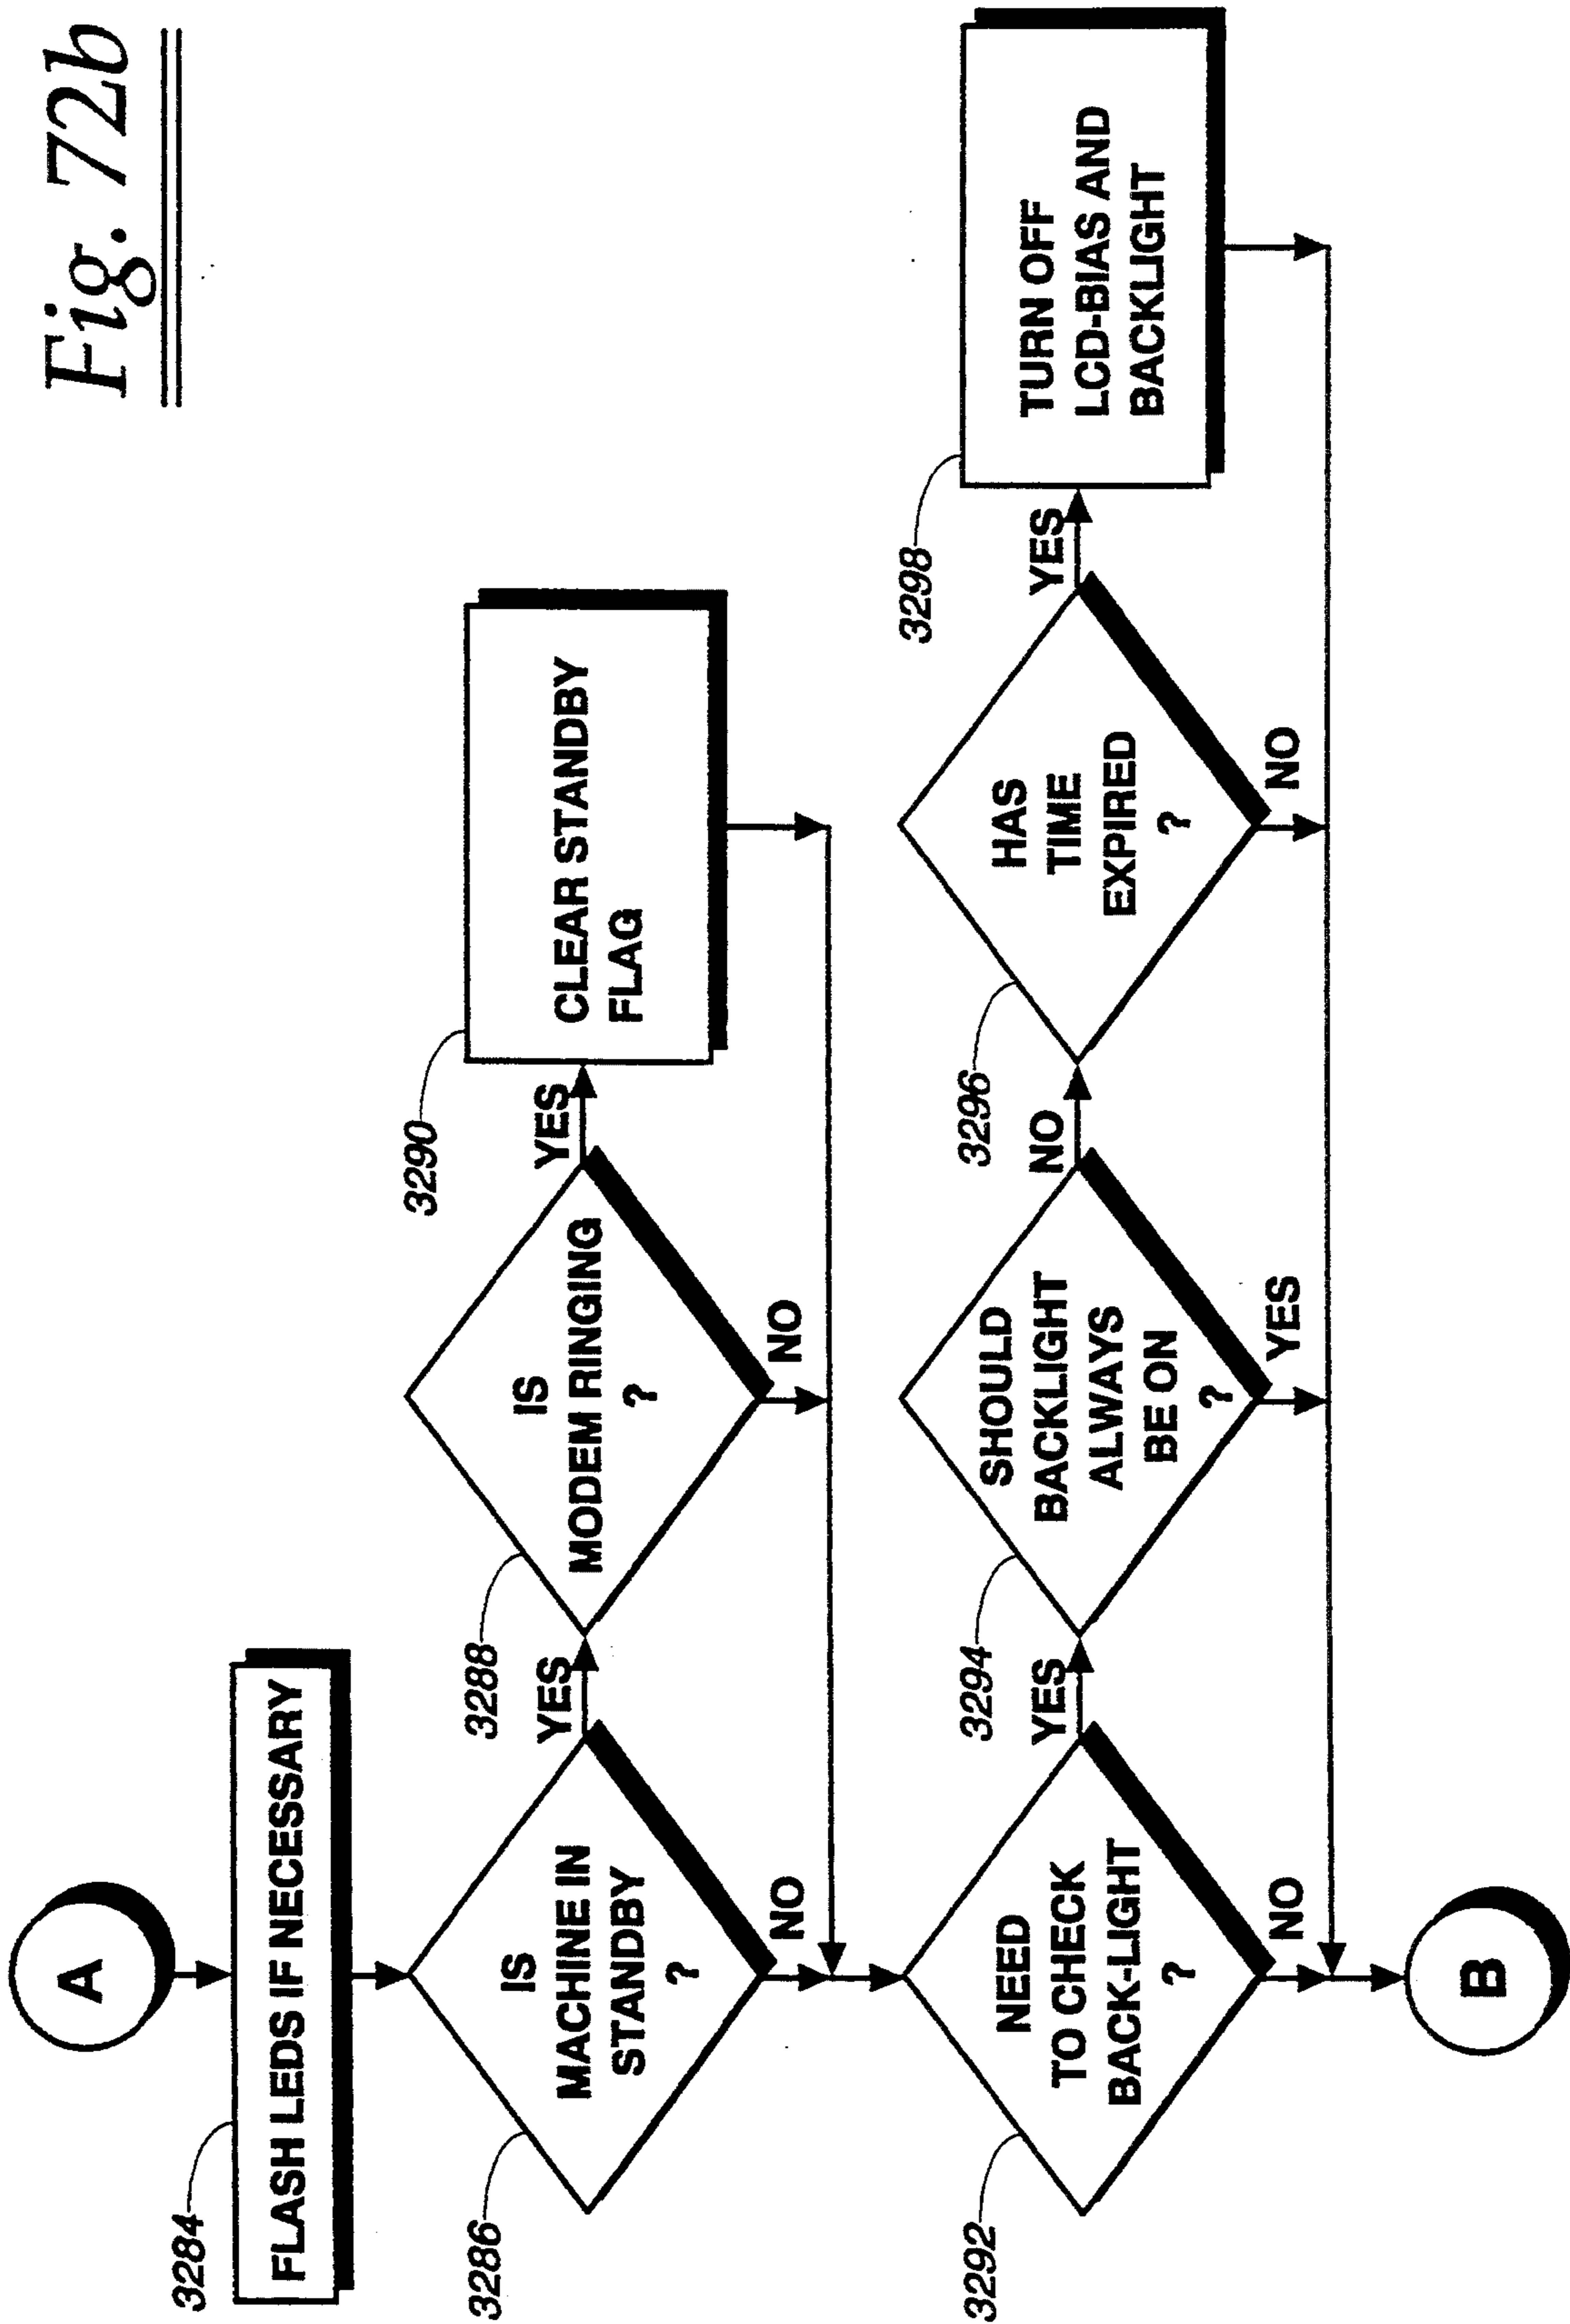 Fig. 72b
A
3284
FLASH LEDS IF NECESSARY
3286
IS
MACHINE IN
STANDBY
?
YES
NO
3288
IS
MODEM RINGING
?
YES
NO
3290
CLEAR STANDBY
FLAG
3292
NEED
TO CHECK
BACK-LIGHT
?
YES
NO
3294
SHOULD
BACKLIGHT
ALWAYS
BE ON
?
NO
YES
3296
HAS
TIME
EXPIRED
?
YES
NO
3298
TURN OFF
LCD-BIAS AND
BACKLIGHT
B